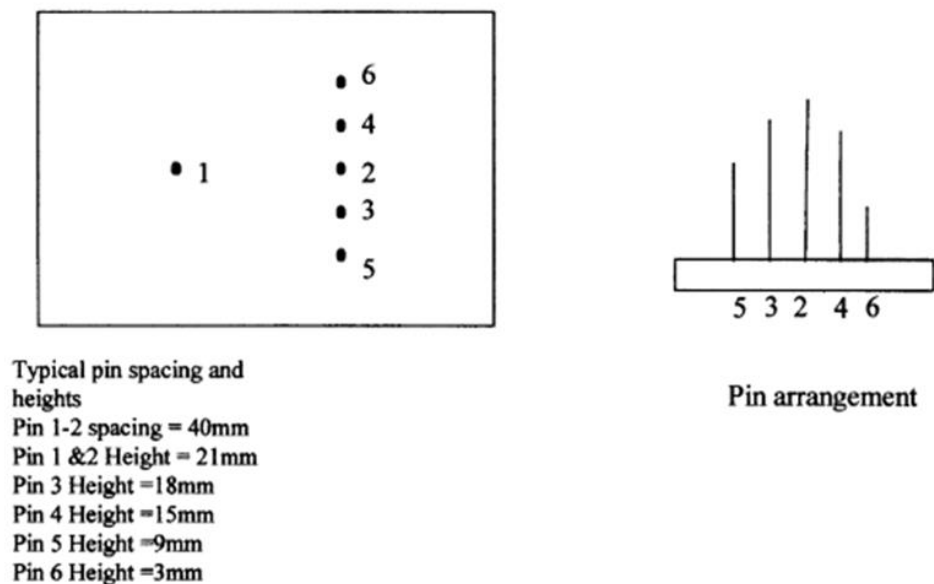 6
4
1
2
3
5
5 3 2 4 6
Pin arrangement
Typical pin spacing and
heights
Pin 1-2 spacing = 40mm
Pin 1 &2 Height = 21mm
Pin 3 Height =18mm
Pin 4 Height =15mm
Pin 5 Height =9mm
Pin 6 Height =3mm